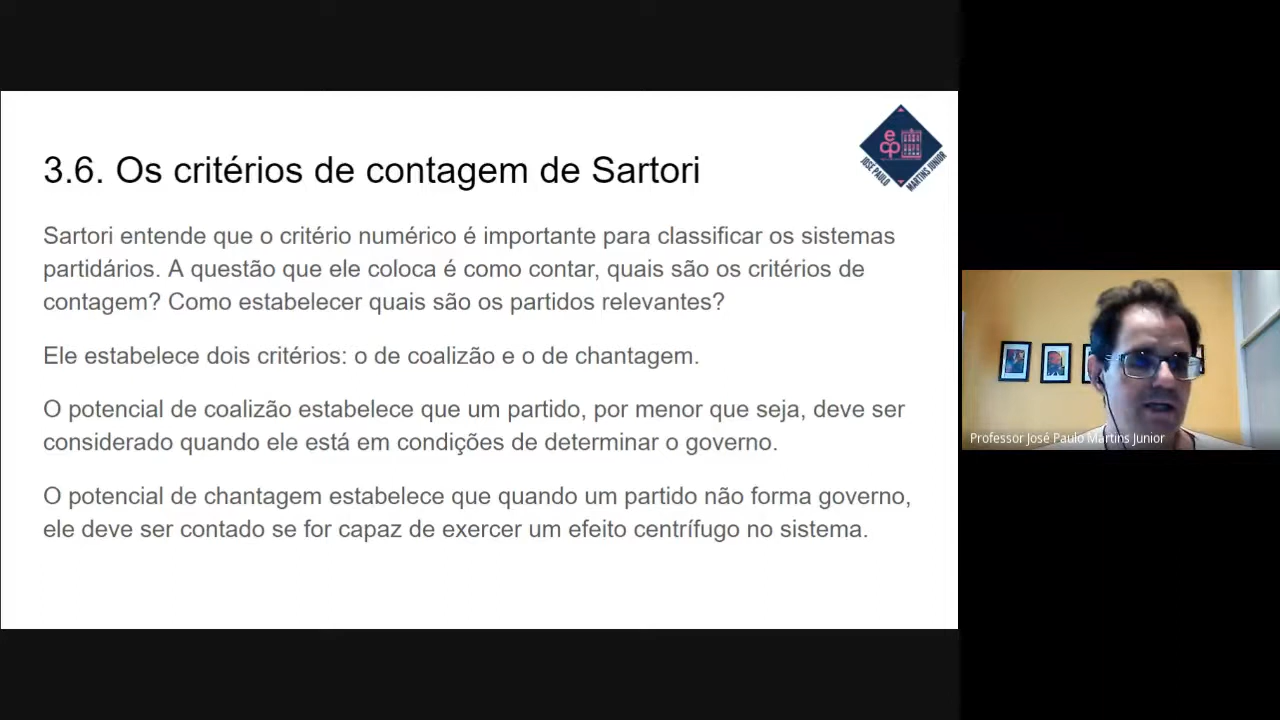 3.6. Os critérios de contagem de Sartori
Sartori entende que o critério numérico é importante para classificar os sistemas
partidários. A questão que ele coloca é como contar, quais são os critérios de
contagem? Como estabelecer quais são os partidos relevantes?
Ele estabelece dois critérios: o de coalizão e o de chantagem.
O potencial de coalizão estabelece que um partido, por menor que seja, deve ser
considerado quando ele está em condições de determinar o governo.
O potencial de chantagem estabelece que quando um partido não forma governo,
ele deve ser contado se for capaz de exercer um efeito centrífugo no sistema.
ecp
JOSÉ PAULO
MARTINS JUNIOR
Professor José Paulo Martins Junior